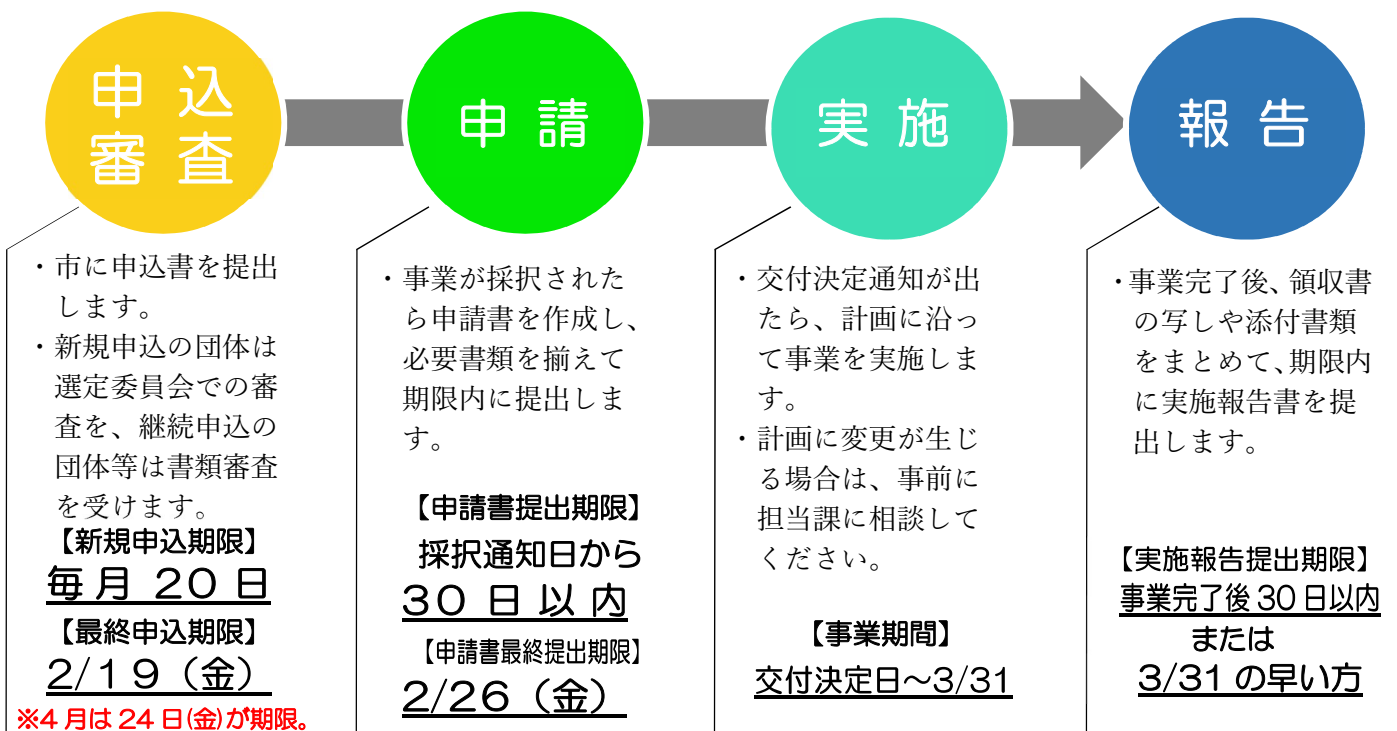 申込
審査
申請
実施
報告
・市に申込書を提出
します。
・新規申込の団体は
選定委員会での審
査を、継続申込の
団体等は書類審査
を受けます。
【新規申込期限】
毎月20日
【最終申込期限】
2/19（金）
※4月は24日(金)が期限。
・事業が採択された
ら申請書を作成し、
必要書類を揃えて
期限内に提出しま
す。
【申請書提出期限】
採択通知日から
30日以内
【申請書最終提出期限】
2/26（金）
・交付決定通知が出
たら、計画に沿っ
て事業を実施しま
す。
・計画に変更が生じ
る場合は、事前に
担当課に相談して
ください。
【事業期間】
交付決定日～3/31
・事業完了後、領収書
の写しや添付書類
をまとめて、期限内
に実施報告書を提
出します。
【実施報告提出期限】
事業完了後30日以内
または
3/31の早い方